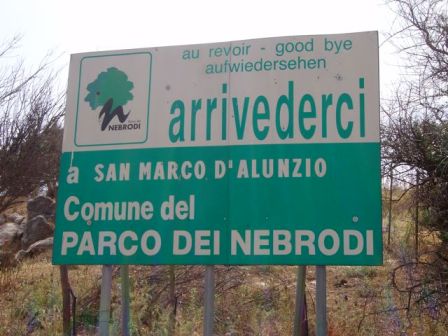 au revoir - good bye
aufwiedersehen
arrivederci
NEBRODI
a SAN MARCO D'ALUNZIO
Comune del
PARCO DEI NEBRODI